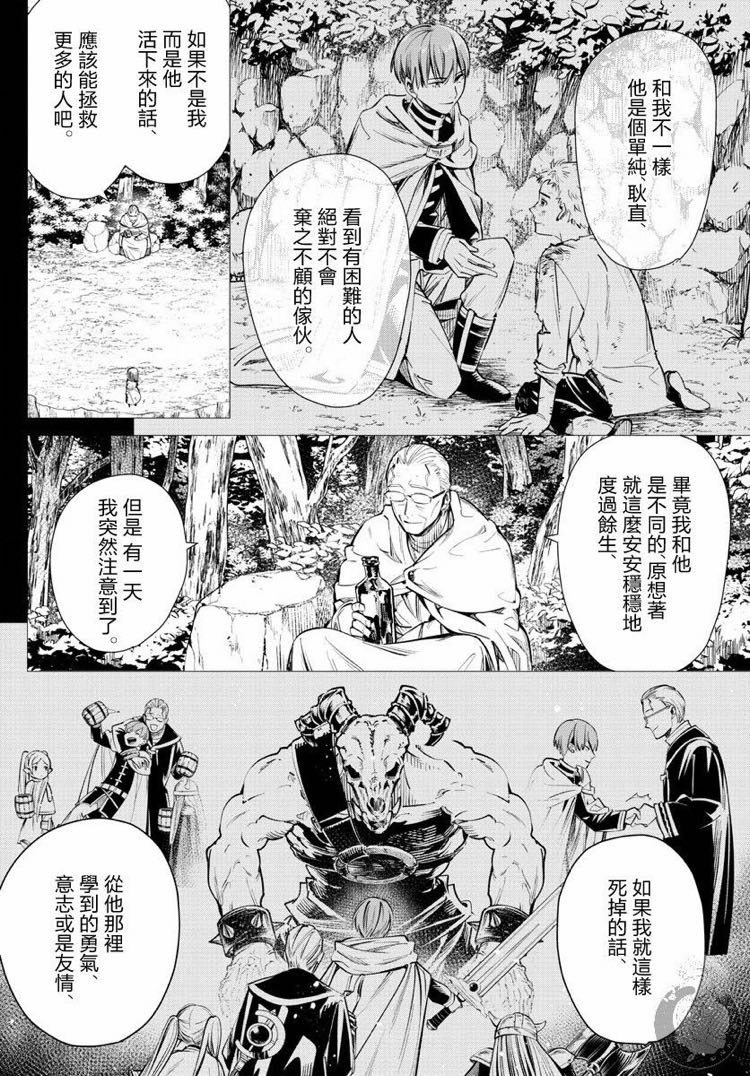 和我不一樣
他是個單純、耿直、
看到有困難的人
絕對不會
棄之不顧的傢伙。
如果不是我
而是他
活下來的話、
應該能拯救
更多的人吧。
畢竟我和他
是不同的、原想著
就這麼安安穩穩地
度過餘生、
但是 有一天
我突然注意到了。
如果我就這樣
死掉的話、
從他那裡
學到的勇氣、
意志或是友情、